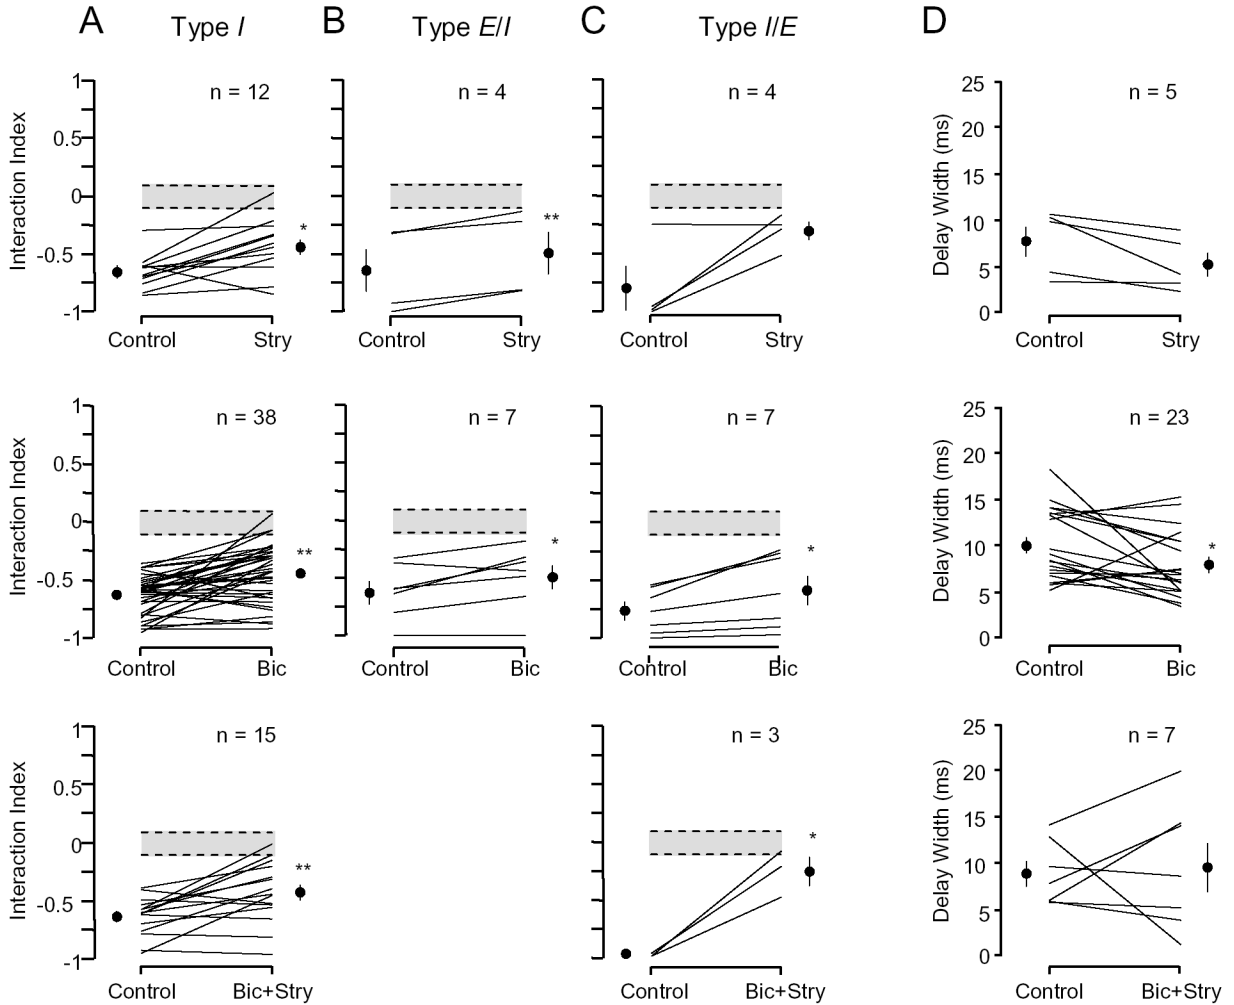 A Type I B Type E/I C Type I/E D
1 n = 12 n = 4 n = 4 25 n = 5
0.5 20
Interaction Index 0 15 Delay Width (ms)
-0.5 * ** 10
-1 5
0
Control Stry Control Stry Control Stry Control Stry
1 n = 38 n = 7 n = 7 25 n = 23
0.5 20
Interaction Index 0 15 Delay Width (ms)
-0.5 ** * * 10 *
-1 5
0
Control Bic Control Bic Control Bic Control Bic
1 n = 15 n = 3 25 n = 7
0.5 20
Interaction Index 0 15 Delay Width (ms)
-0.5 ** * 10
-1 5
0
Control Bic+Stry Control Bic+Stry Control Bic+Stry